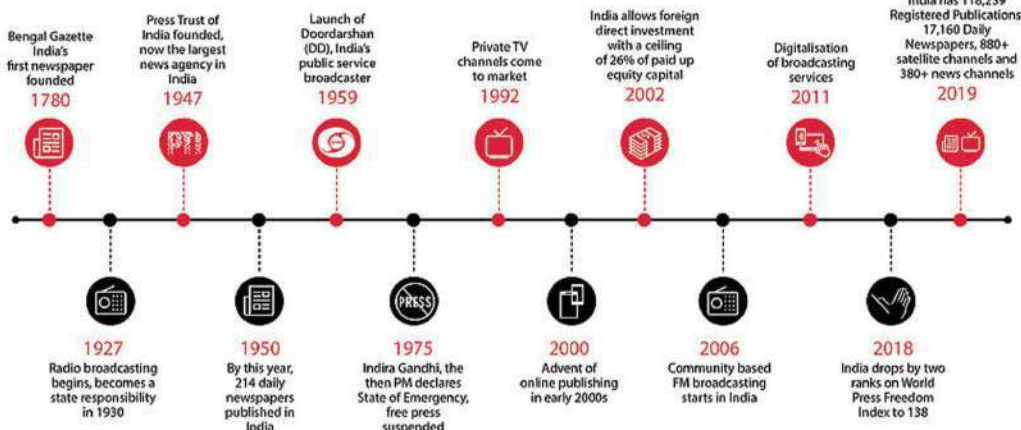 Bengal Gazette
India's
first newspaper
founded
1780
Radio broadcasting
begins, becomes a
state responsibility
in 1930
1927
Press Trust of
India founded,
now the largest
news agency in
India
1947
1950
By this year,
214 daily
newspapers
published in
India
Launch of
Doordarshan
(DD), India's
public service
broadcaster
1959
PRESS
1975
Indira Gandhi, the
then PM declares
State of Emergency,
free press
suspended
Private TV
channels come
to market
1992
2000
Advent of
online publishing
in early 2000s
India allows foreign
direct investment
with a ceiling
of 26% of paid up
equity capital
2002
2006
Community based
FM broadcasting
starts in India
Digitalisation
of broadcasting
services
2011
2018
India drops by two
ranks on World
Press Freedom
Index to 138
India has 118,239
Registered Publications
17,160 Daily
Newspapers, 880+
satellite channels and
380+ news channels
2019